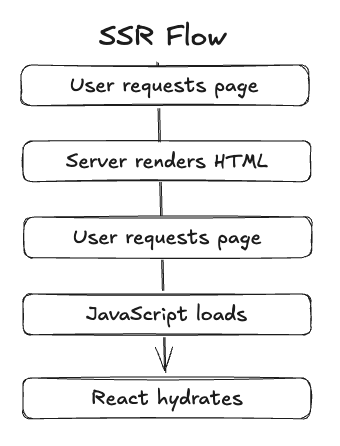 SSR Flow
User requests page
Server renders HTML
User requests page
JavaScript loads
React hydrates